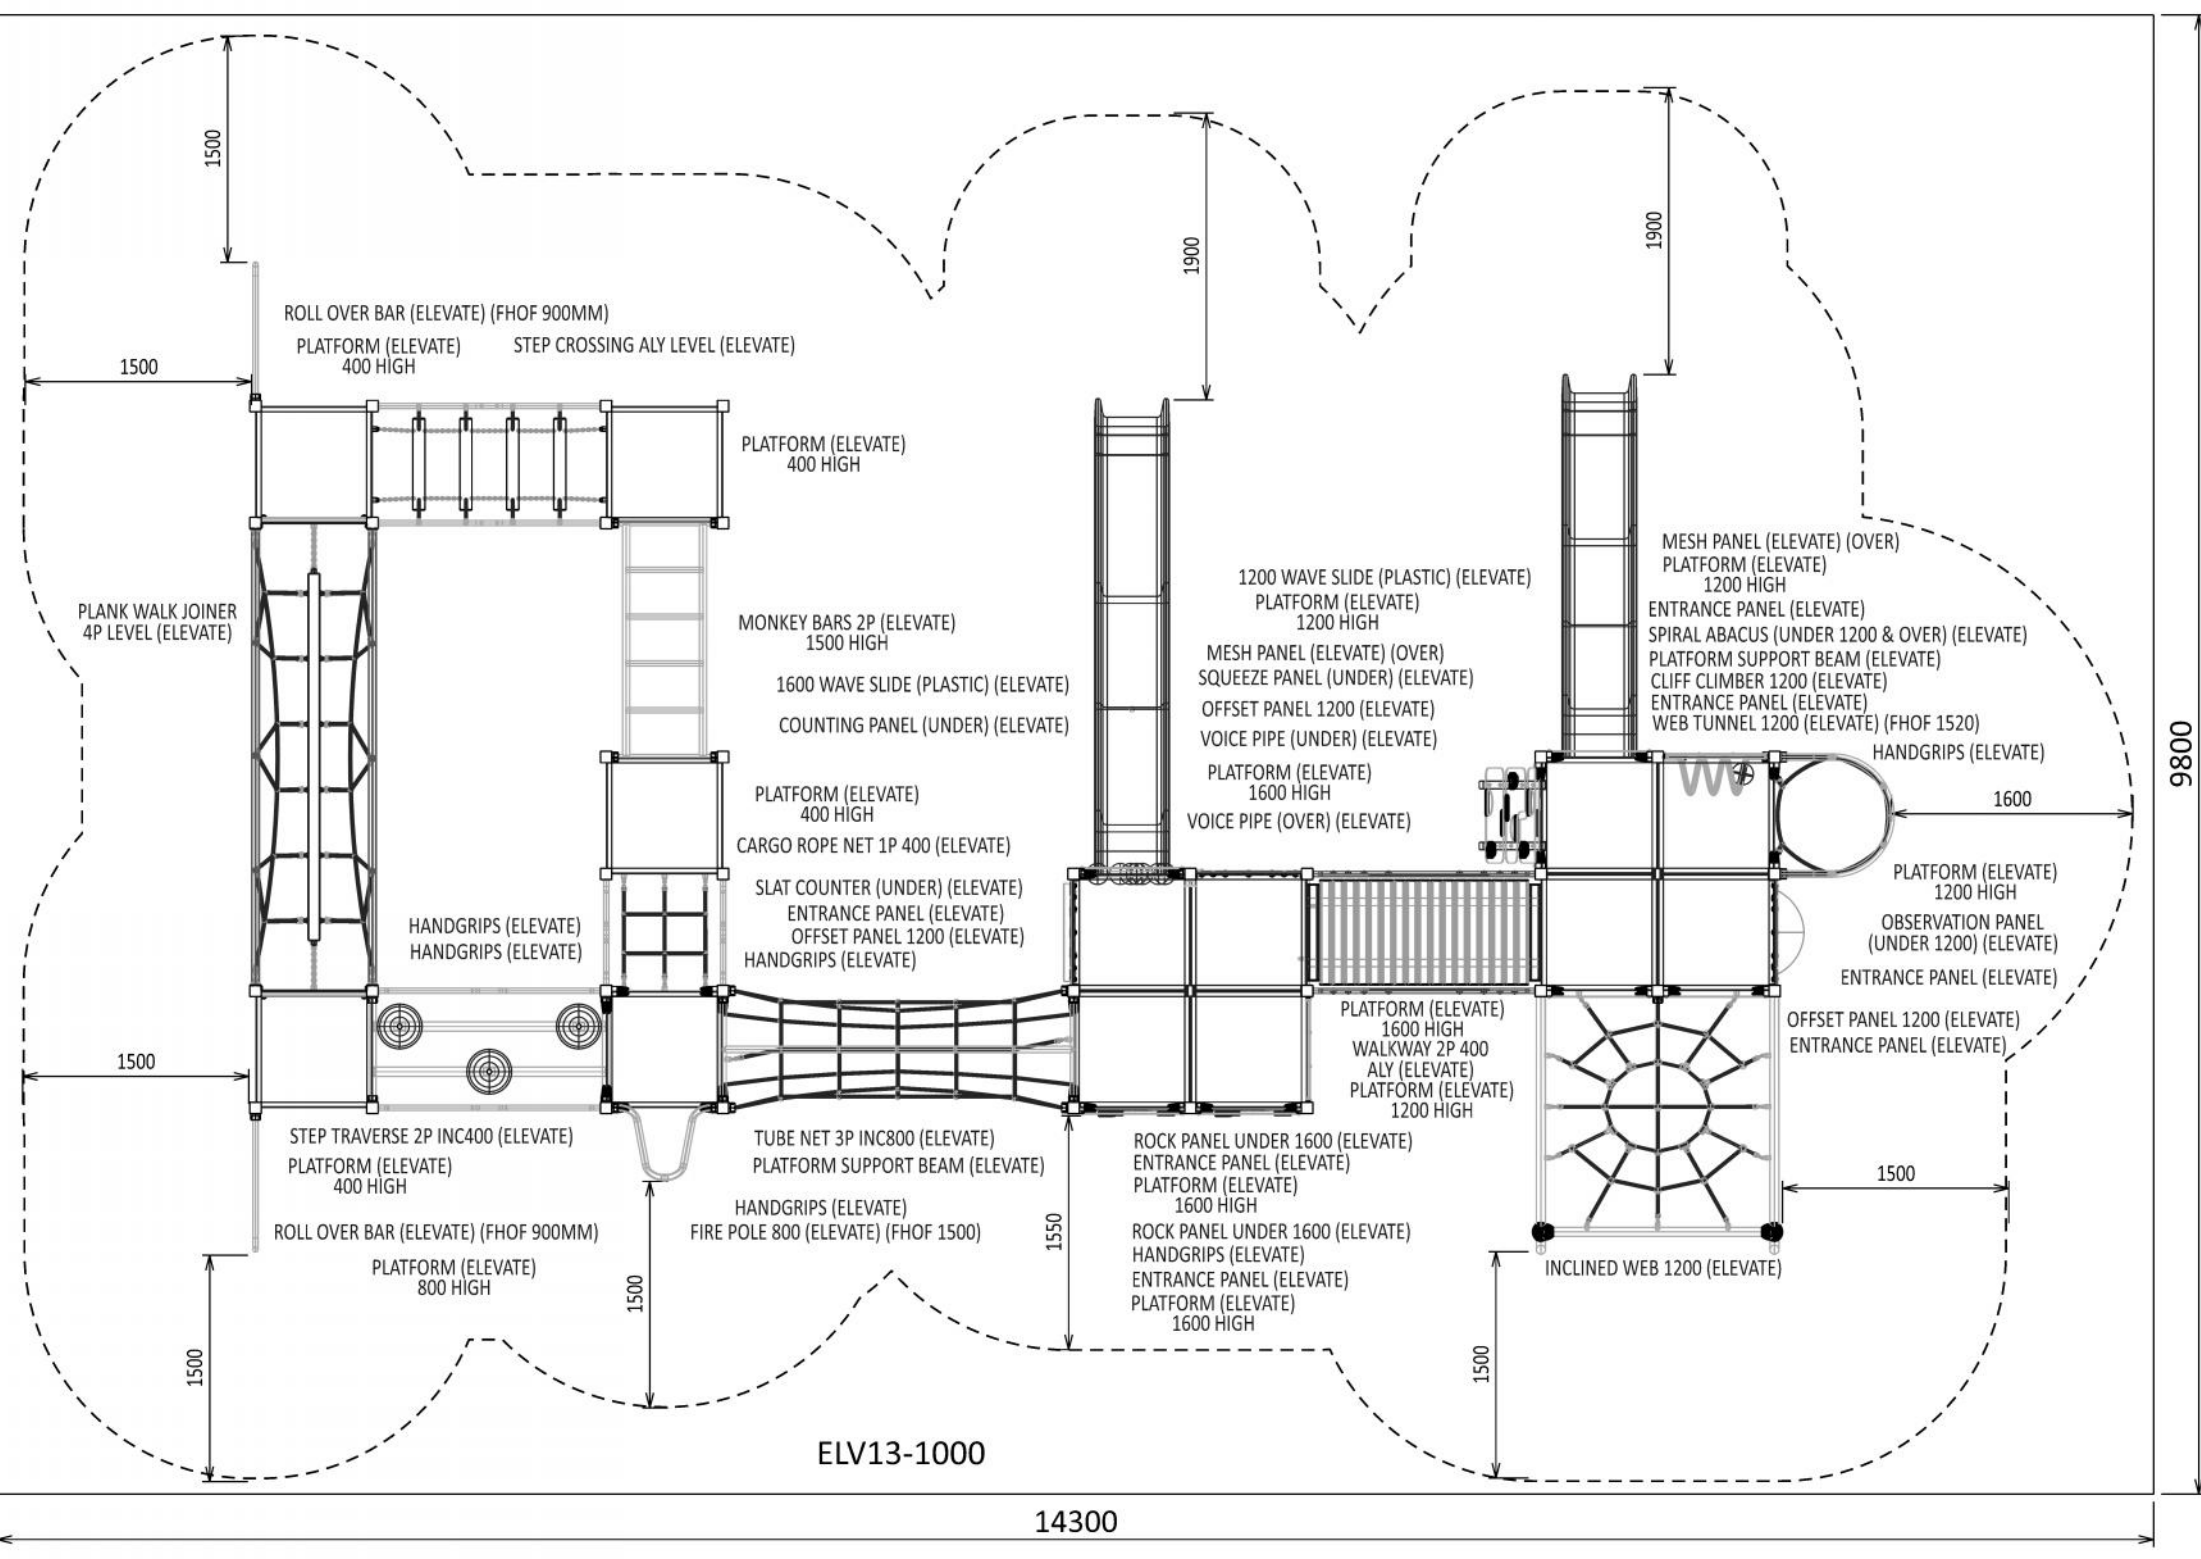 1500
1900
1900
ROLL OVER BAR (ELEVATE) (FHOF 900MM)
PLATFORM (ELEVATE)
400 HIGH
STEP CROSSING ALY LEVEL (ELEVATE)
1500
PLATFORM (ELEVATE)
400 HIGH
PLANK WALK JOINER
4P LEVEL (ELEVATE)
MONKEY BARS 2P (ELEVATE)
1500 HIGH
1600 WAVE SLIDE (PLASTIC) (ELEVATE)
COUNTING PANEL (UNDER) (ELEVATE)
PLATFORM (ELEVATE)
400 HIGH
CARGO ROPE NET 1P 400 (ELEVATE)
SLAT COUNTER (UNDER) (ELEVATE)
ENTRANCE PANEL (ELEVATE)
OFFSET PANEL 1200 (ELEVATE)
HANDGRIPS (ELEVATE)
HANDGRIPS (ELEVATE)
HANDGRIPS (ELEVATE)
1200 WAVE SLIDE (PLASTIC) (ELEVATE)
PLATFORM (ELEVATE)
1200 HIGH
MESH PANEL (ELEVATE) (OVER)
SQUEEZE PANEL (UNDER) (ELEVATE)
OFFSET PANEL 1200 (ELEVATE)
VOICE PIPE (UNDER) (ELEVATE)
PLATFORM (ELEVATE)
1600 HIGH
VOICE PIPE (OVER) (ELEVATE)
MESH PANEL (ELEVATE) (OVER)
PLATFORM (ELEVATE)
1200 HIGH
ENTRANCE PANEL (ELEVATE)
SPIRAL ABACUS (UNDER 1200 & OVER) (ELEVATE)
PLATFORM SUPPORT BEAM (ELEVATE)
CLIFF CLIMBER 1200 (ELEVATE)
ENTRANCE PANEL (ELEVATE)
WEB TUNNEL 1200 (ELEVATE) (FHOF 1520)
HANDGRIPS (ELEVATE)
1600
9800
PLATFORM (ELEVATE)
1200 HIGH
OBSERVATION PANEL
(UNDER 1200) (ELEVATE)
ENTRANCE PANEL (ELEVATE)
OFFSET PANEL 1200 (ELEVATE)
ENTRANCE PANEL (ELEVATE)
PLATFORM (ELEVATE)
1600 HIGH
WALKWAY 2P 400
ALY (ELEVATE)
PLATFORM (ELEVATE)
1200 HIGH
1500
STEP TRAVERSE 2P INC400 (ELEVATE)
PLATFORM (ELEVATE)
400 HIGH
ROLL OVER BAR (ELEVATE) (FHOF 900MM)
PLATFORM (ELEVATE)
800 HIGH
TUBE NET 3P INC800 (ELEVATE)
PLATFORM SUPPORT BEAM (ELEVATE)
HANDGRIPS (ELEVATE)
FIRE POLE 800 (ELEVATE) (FHOF 1500)
1550
ROCK PANEL UNDER 1600 (ELEVATE)
ENTRANCE PANEL (ELEVATE)
PLATFORM (ELEVATE)
1600 HIGH
ROCK PANEL UNDER 1600 (ELEVATE)
HANDGRIPS (ELEVATE)
ENTRANCE PANEL (ELEVATE)
PLATFORM (ELEVATE)
1600 HIGH
1500
INCLINED WEB 1200 (ELEVATE)
1500
1500
1500
ELV13-1000
14300